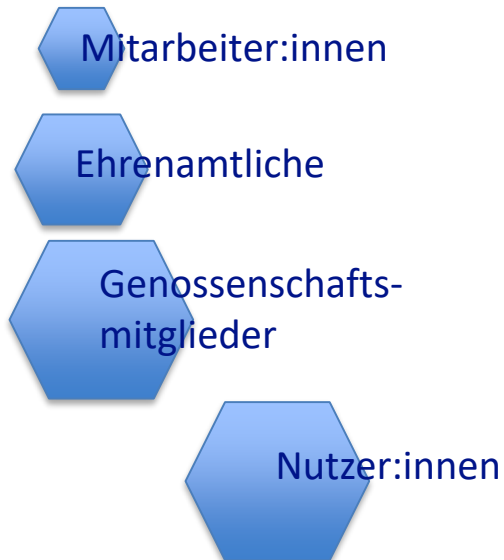 Mitarbeiter:innen
Ehrenamtliche
Genossenschafts-
mitglieder
Nutzer:innen